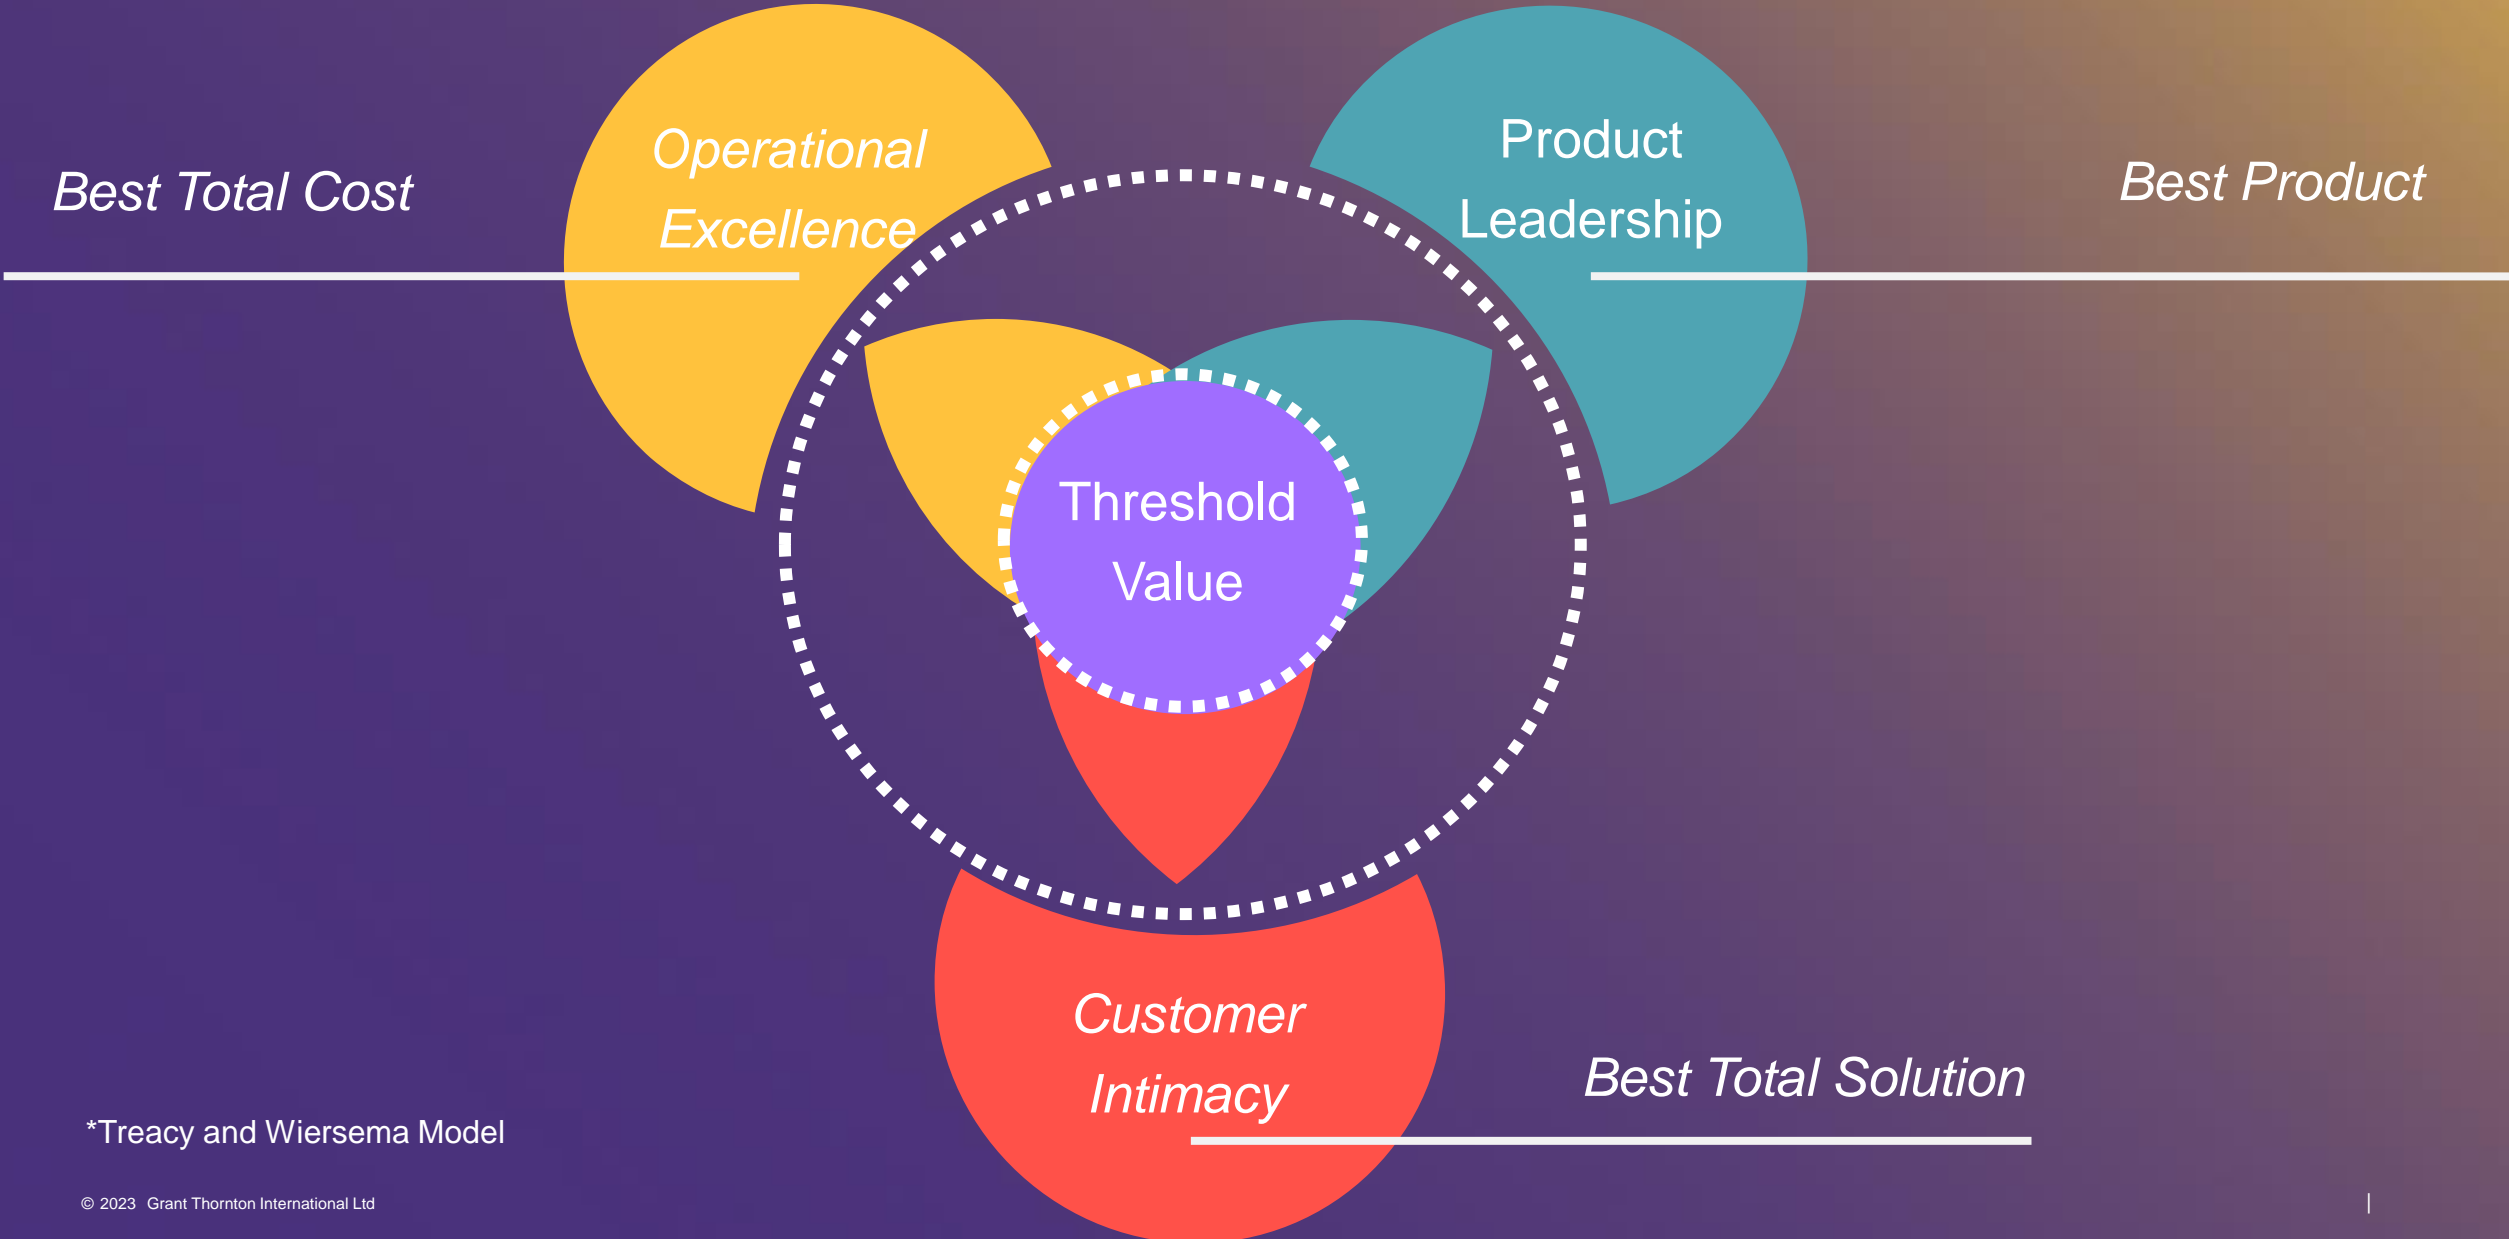 Best Total Cost
Operational
Excellence
Product
Leadership
Best Product
Threshold
Value
Customer
Intimacy
Best Total Solution
*Treacy and Wiersema Model
© 2023 Grant Thornton International Ltd
|